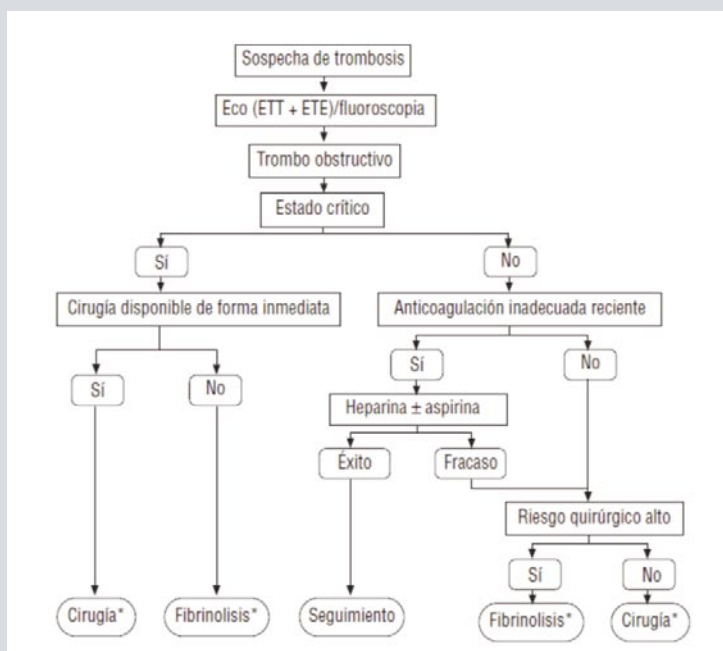 Sospecha de trombosis
Eco (ETT + ETE)/fluoroscopia
Trombo obstructivo
Estado crítico
Sí
No
Cirugía disponible de forma inmediata
Anticoagulación inadecuada reciente
Sí
No
Sí
No
Heparina ± aspirina
Éxito
Fracaso
Riesgo quirúrgico alto
Sí
No
Cirugía*
Fibrinolisis*
Seguimiento
Fibrinolisis*
Cirugía*